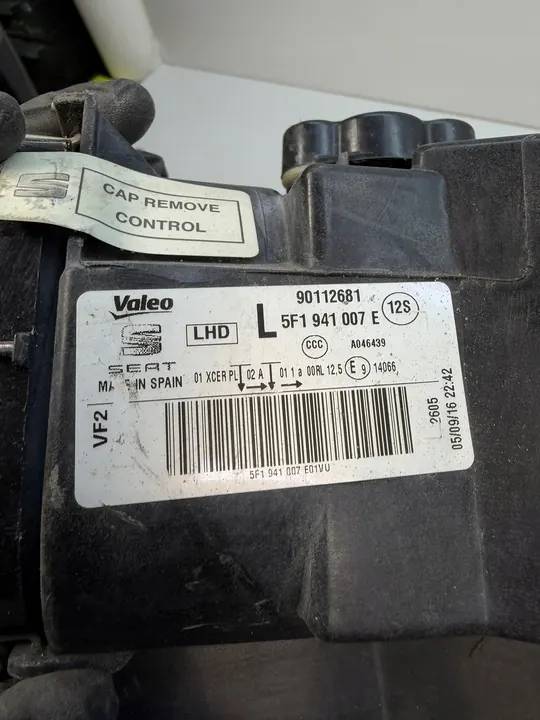 CAP REMOVE
CONTROL
Valeo
SEAT
MADE IN SPAIN
LHD
L
90112681
5F1 941 007 E
12S
CCC
A046439
01 XCER PL 02 A 01 1 a 00RL 12,5 E 9 14066
VF2
5F1 941 007 E01VU
2605
05/09/16 22:42